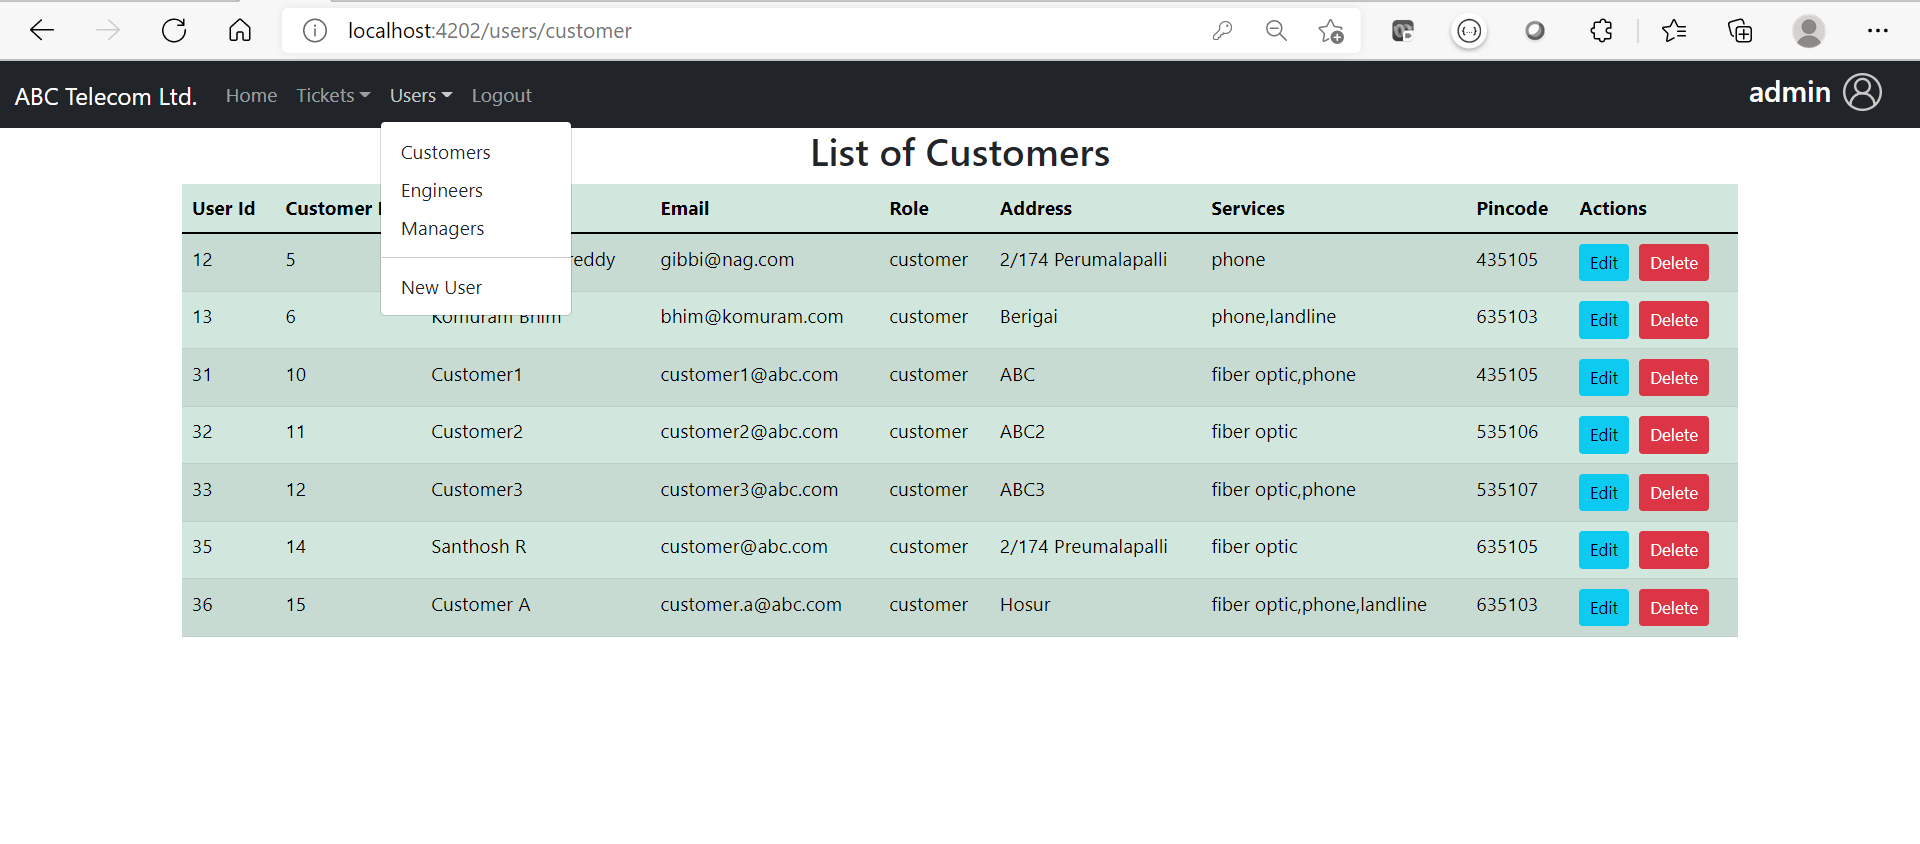 localhost:4202/users/customer
ABC Telecom Ltd. Home Tickets Users Logout admin
Customers
Engineers
Managers
New User
List of Customers
User Id Customer Email Role Address Services Pincode Actions
12 5 reddy gibbi@nag.com customer 2/174 Perumalapalli phone 435105 Edit Delete
13 6 Komuram Bhim bhim@komuram.com customer Berigai phone,landline 635103 Edit Delete
31 10 Customer1 customer1@abc.com customer ABC fiber optic,phone 435105 Edit Delete
32 11 Customer2 customer2@abc.com customer ABC2 fiber optic 535106 Edit Delete
33 12 Customer3 customer3@abc.com customer ABC3 fiber optic,phone 535107 Edit Delete
35 14 Santhosh R customer@abc.com customer 2/174 Preumalapalli fiber optic 635105 Edit Delete
36 15 Customer A customer.a@abc.com customer Hosur fiber optic,phone,landline 635103 Edit Delete